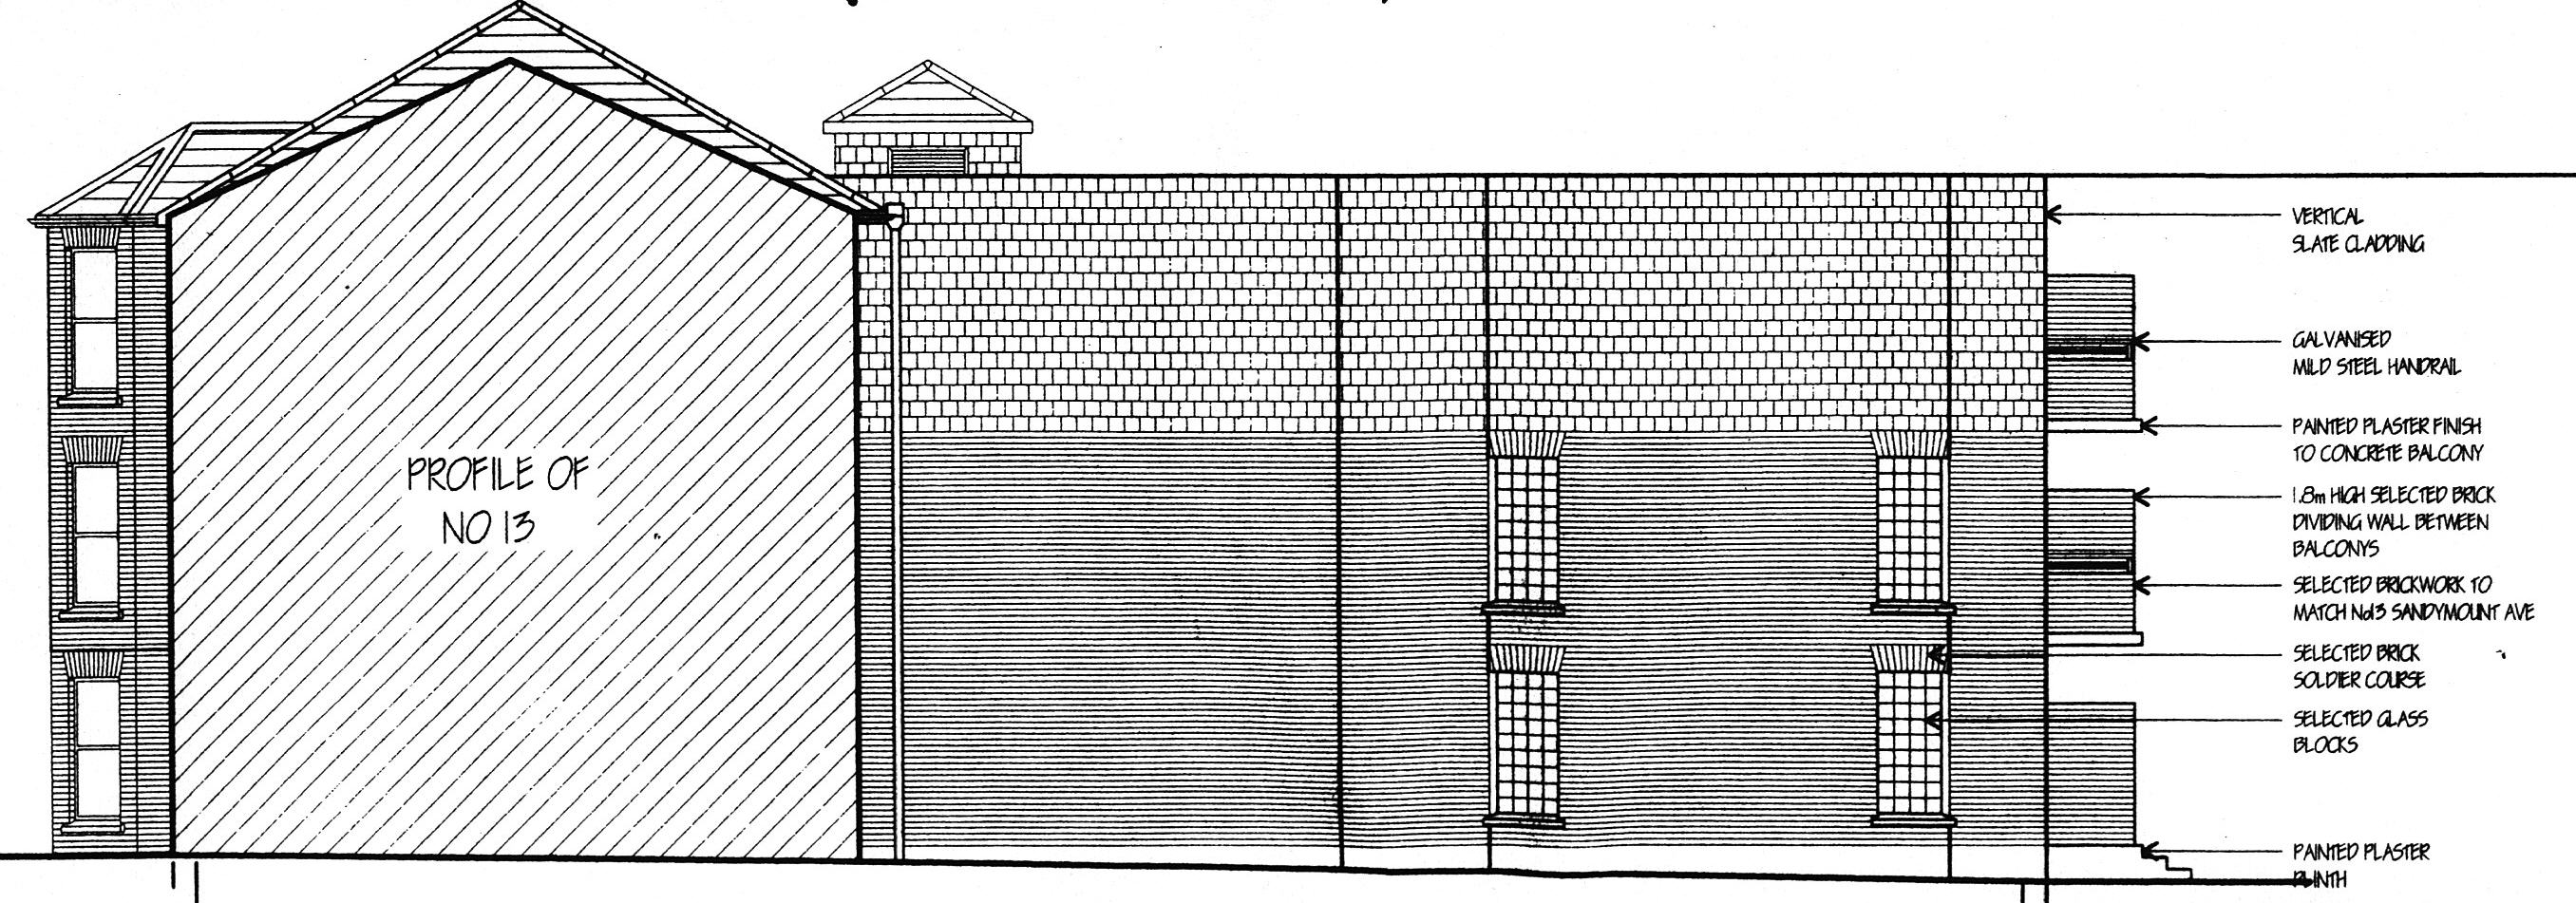 PROFILE OF
NO 13
VERTICAL
SLATE CLADDING
GALVANISED
MILD STEEL HANDRAIL
PAINTED PLASTER FINISH
TO CONCRETE BALCONY
1.8m HIGH SELECTED BRICK
DIVIDING WALL BETWEEN
BALCONYS
SELECTED BRICKWORK TO
MATCH No13 SANDYMOUNT AVE
SELECTED BRICK
SOLDIER COURSE
SELECTED GLASS
BLOCKS
PAINTED PLASTER
PLINTH